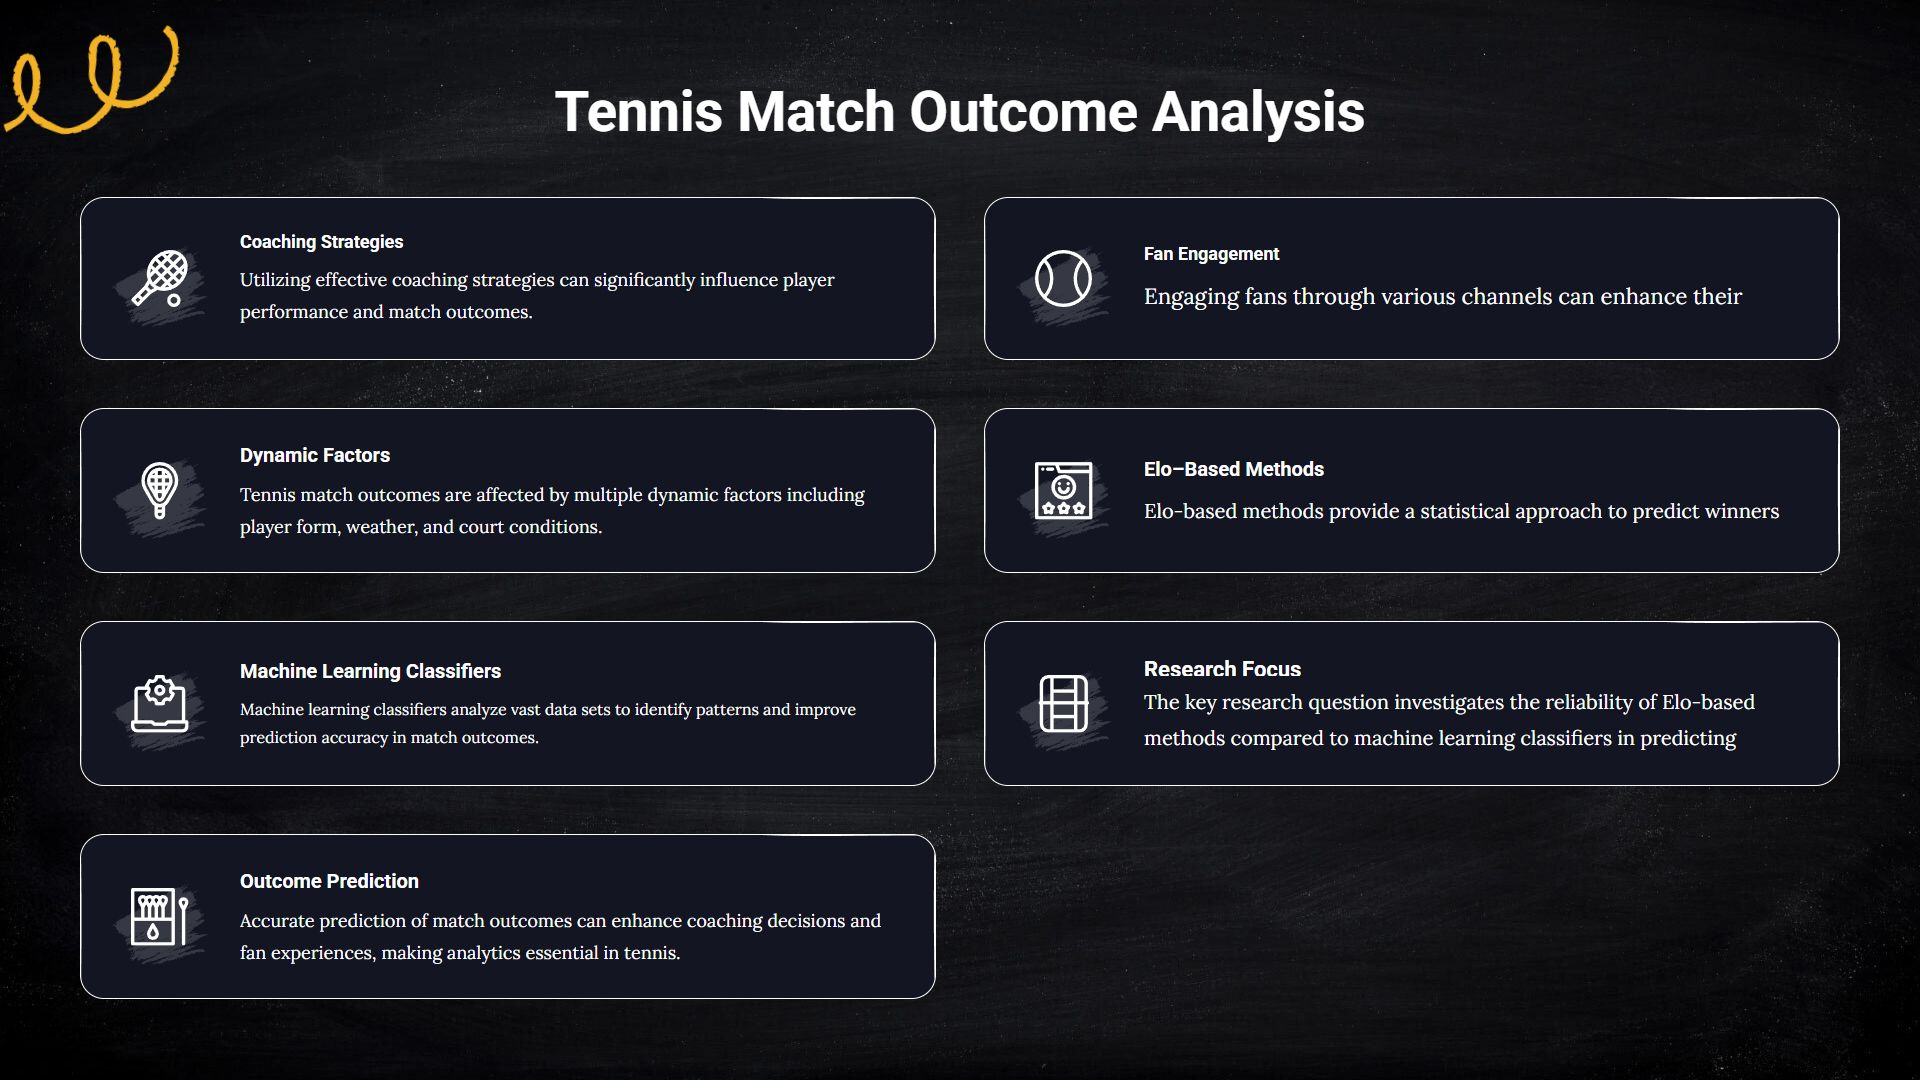 Tennis Match Outcome Analysis
Coaching Strategies
Utilizing effective coaching strategies can significantly influence player
performance and match outcomes.
Fan Engagement
Engaging fans through various channels can enhance their
Dynamic Factors
Tennis match outcomes are affected by multiple dynamic factors including
player form, weather, and court conditions.
Elo–Based Methods
Elo-based methods provide a statistical approach to predict winners
Machine Learning Classifiers
Machine learning classifiers analyze vast data sets to identify patterns and improve
prediction accuracy in match outcomes.
Research Focus
The key research question investigates the reliability of Elo-based
methods compared to machine learning classifiers in predicting
Outcome Prediction
Accurate prediction of match outcomes can enhance coaching decisions and
fan experiences, making analytics essential in tennis.